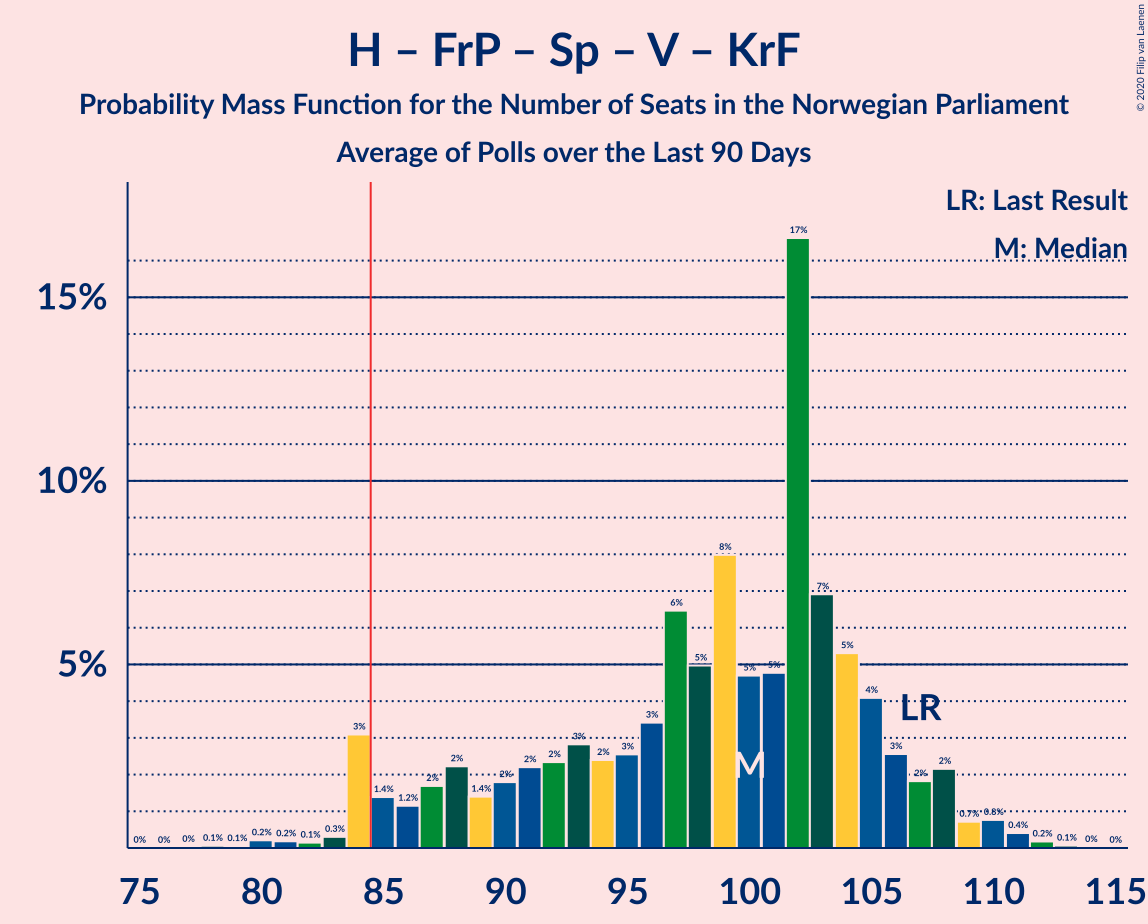 H – FrP – Sp – V – KrF
Probability Mass Function for the Number of Seats in the Norwegian Parliament
Average of Polls over the Last 90 Days
© 2020 Filip van Laenen
LR: Last Result
M: Median
15%
10%
5%
0% 0% 0% 0.1% 0.1% 0.2% 0.2% 0.1% 0.3% 3% 1.4% 1.2% 2% 2% 1.4% 2% 2% 2% 3% 2% 3% 3% 6% 5% 8% 5% 5% 17% 7% 5% 4% 3% 2% 2% 0.7% 0.8% 0.4% 0.2% 0.1% 0% 0%
LR
M
75 80 85 90 95 100 105 110 115